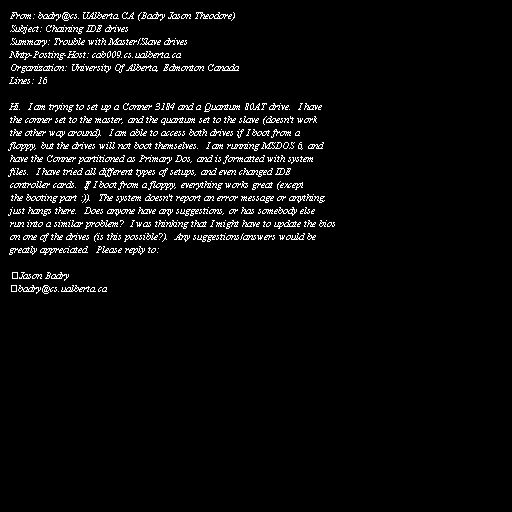 From: badry@cs.UAlberta.CA (Badry Jason Theodore)
Subject: Chaining IDE drives
Summary: Trouble with Master/Slave drives
Nntp-Posting-Host: cab009.cs.ualberta.ca
Organization: University Of Alberta, Edmonton Canada
Lines: 16

Hi.  I am trying to set up a Conner 3184 and a Quantum 80AT drive.  I have
the conner set to the master, and the quantum set to the slave (doesn't work
the other way around).  I am able to access both drives if I boot from a
floppy, but the drives will not boot themselves.  I am running MSDOS 6, and
have the Conner partitioned as Primary Dos, and is formatted with system
files.  I have tried all different types of setups, and even changed IDE
controller cards.  If I boot from a floppy, everything works great (except
the booting part :)).  The system doesn't report an error message or anything,
just hangs there.  Does anyone have any suggestions, or has somebody else
run into a similar problem?  I was thinking that I might have to update the bios
on one of the drives (is this possible?).  Any suggestions/answers would be
greatly appreciated.  Please reply to:

Jason Badry
badry@cs.ualberta.ca